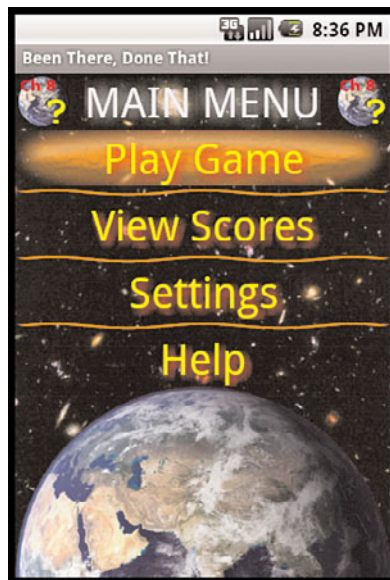 3G 8:36 PM
Been There, Done That!
Ch 8 ? MAIN MENU Ch 8 ?
Play Game
View Scores
Settings
Help